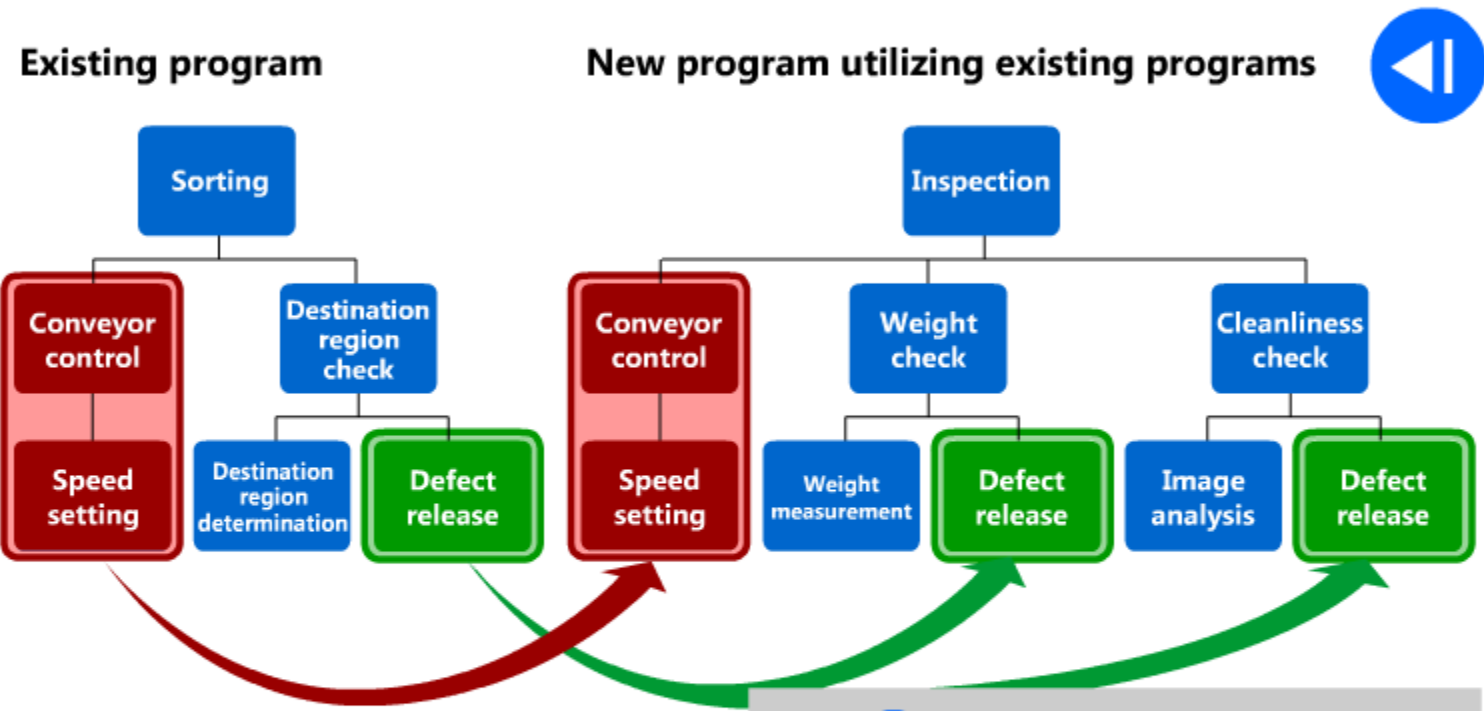 Existing program
New program utilizing existing programs
Sorting
Inspection
Conveyor
control
Destination
region
check
Conveyor
control
Weight
check
Cleanliness
check
Speed
setting
Destination
region
determination
Defect
release
Speed
setting
Weight
measurement
Defect
release
Image
analysis
Defect
release